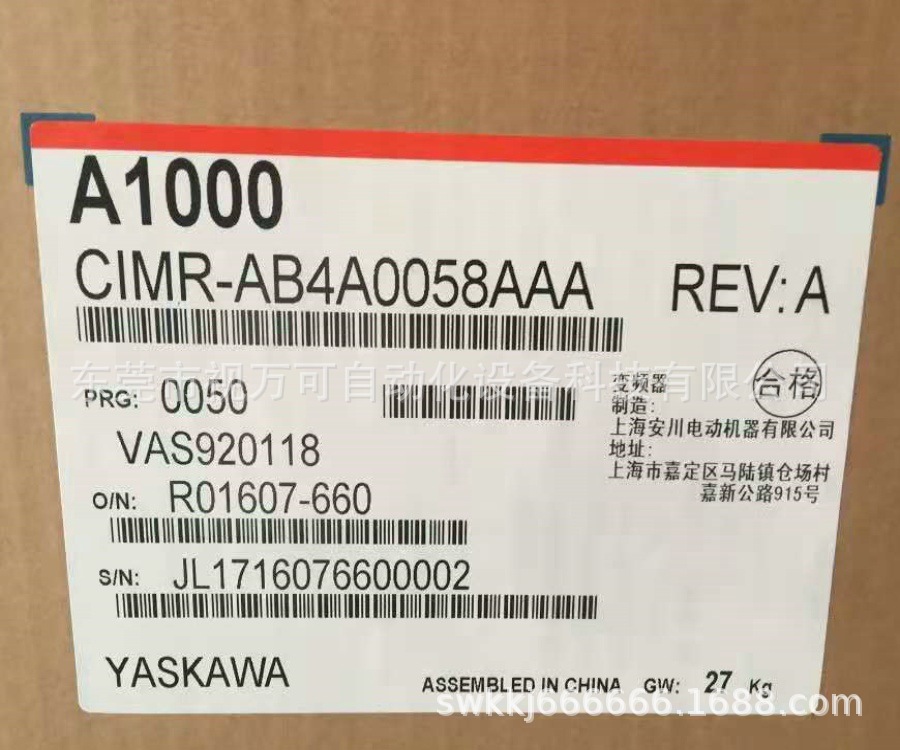 A1000
CIMR-AB4A0058AAA
REV: A
东莞市视万可自动化设备科技有限公司
PRG: 0050
VAS920118
O/N: R01607-660
S/N: JL1716076600002
合格
变频器
制造:
上海安川电动机器有限公司
地址:
上海市嘉定区马陆镇仓场村
嘉新公路915号
YASKAWA
ASSEMBLED IN CHINA GW: 27 Kg
swkkj666666.1688.com